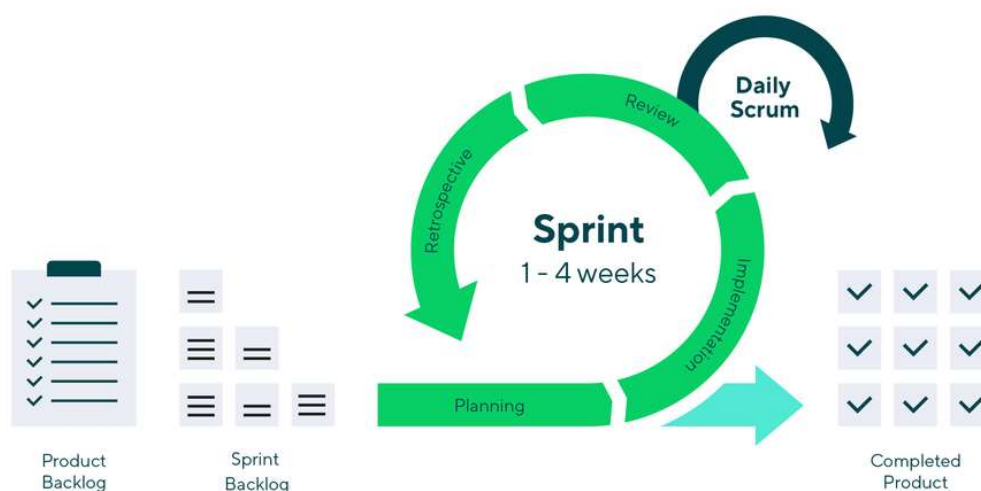 Daily
Scrum
Review
Retrospective
Sprint
1 - 4 weeks
Implementation
Planning
Product
Backlog
Sprint
Backlog
Completed
Product